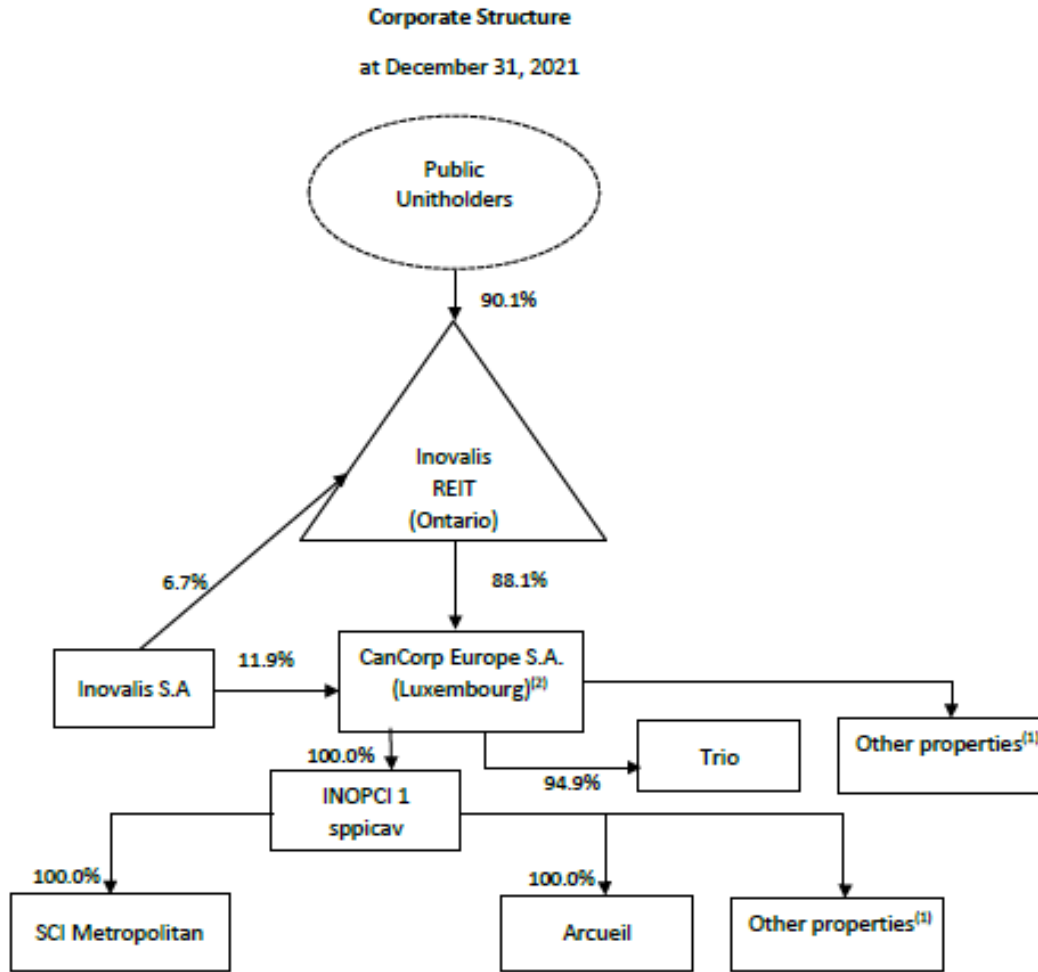 Corporate Structure
at December 31, 2021
Public
Unitholders
90.1%
Inovalis
REIT
(Ontario)
6.7%
88.1%
Inovalis S.A
11.9%
CanCorp Europe S.A.
(Luxembourg)(2)
Other properties(1)
Trio
100.0%
94.9%
INOPCI 1
sppicav
100.0%
100.0%
SCI Metropolitan
Arcueil
Other properties(1)